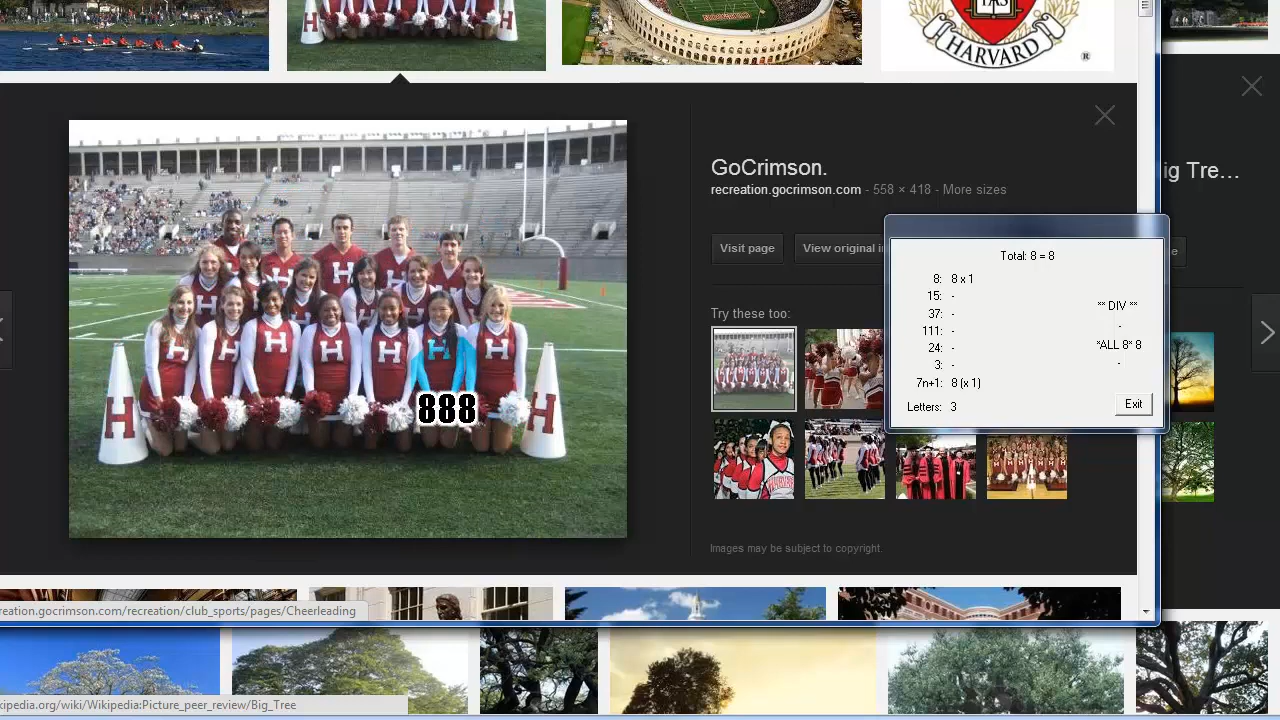 HARVARD
®
GoCrimson.
recreation.gocrimson.com - 558 × 418 - More sizes
ig Tre...
Visit page
View original i
e
Try these too:
Total: 8 = 8
8: 8 x 1
15: -
37: -
111: -
24: -
3: -
7n+1: 8 (x 1)
Letters: 3
** DIV **
-
*ALL 8* 8
-
Exit
H H
H H H H H H H
888
H H
Images may be subject to copyright.
reation.gocrimson.com/recreation/club_sports/pages/Cheerleading
kipedia.org/wiki/Wikipedia:Picture_peer_review/Big_Tree